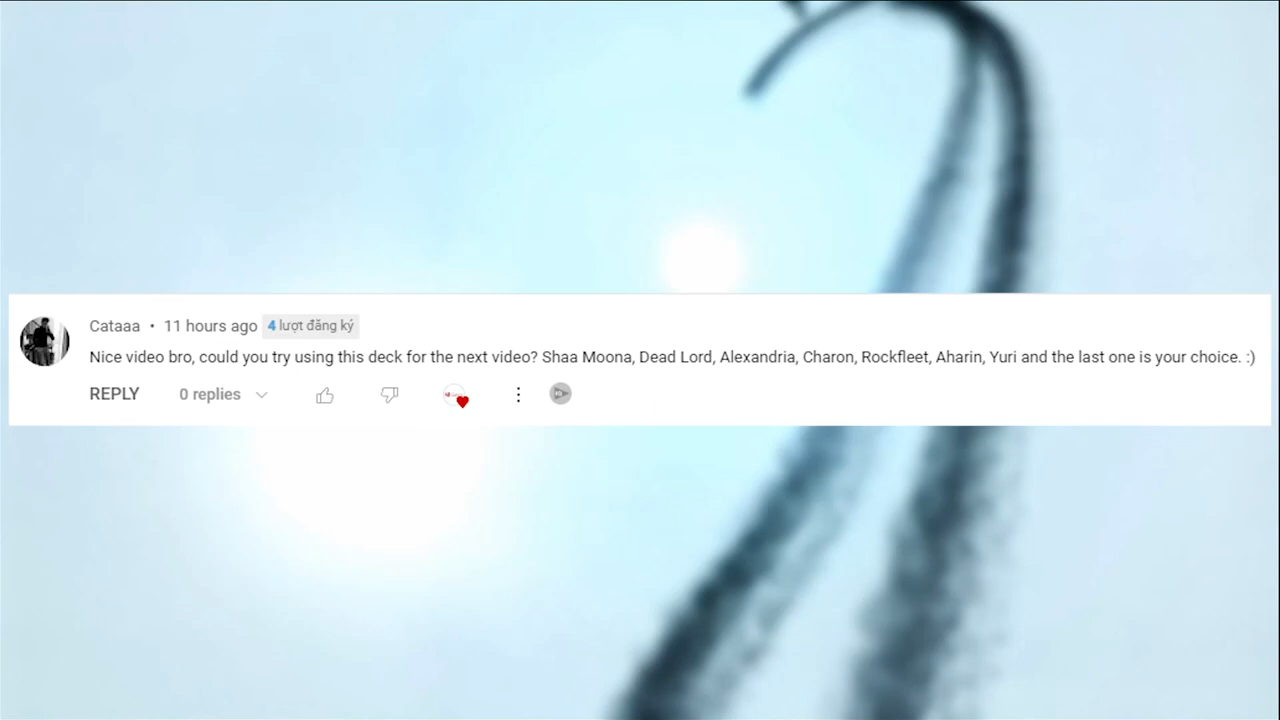 Cataaa • 11 hours ago 4 lượt đăng ký
Nice video bro, could you try using this deck for the next video? Shaa Moona, Dead Lord, Alexandria, Charon, Rockfleet, Aharin, Yuri and the last one is your choice. :)
REPLY 0 replies